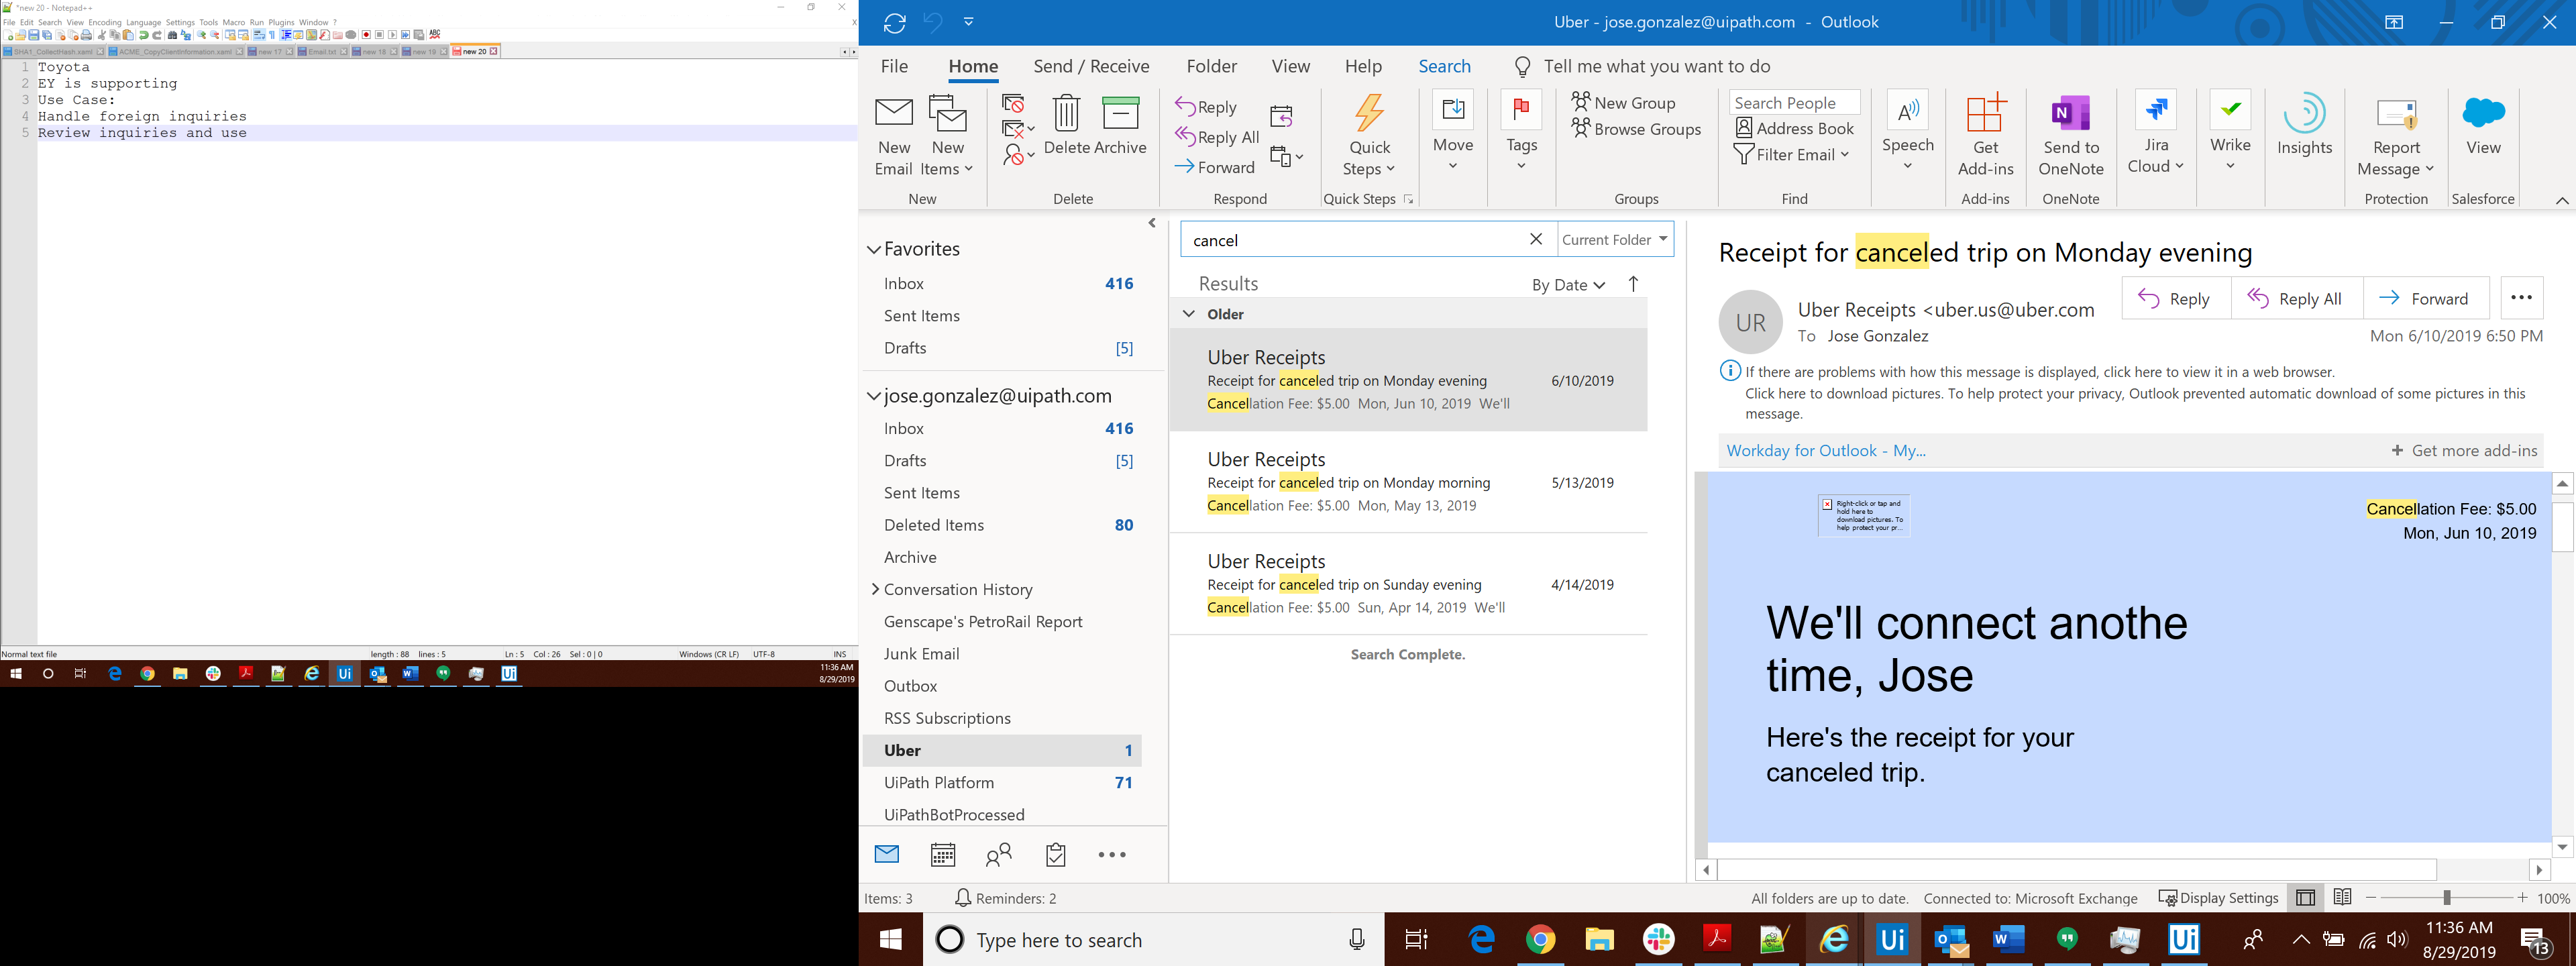 *new 20 - Notepad++
File Edit Search View Encoding Language Settings Tools Macro Run Plugins Window ?
X
SHA1_CollectHash.xaml ACME_CopyClientInformation.xaml new 17 Email.txt new 18 new 19 new 20
1 Toyota
2 EY is supporting
3 Use Case:
4 Handle foreign inquiries
5 Review inquiries and use
Normal text file length : 88 lines : 5 Ln : 5 Col : 26 Sel : 0 | 0 Windows (CR LF) UTF-8 INS
11:36 AM
8/29/2019
Uber - jose.gonzalez@uipath.com - Outlook
File Home Send / Receive Folder View Help Search Tell me what you want to do
New Email
New Items
New
Delete
Archive
Delete
Reply
Reply All
Forward
Respond
Quick Steps
Quick Steps
Move
Tags
New Group
Browse Groups
Groups
Search People
Address Book
Filter Email
Find
Speech
Get Add-ins
Add-ins
Send to OneNote
OneNote
Jira Cloud
Wrike
Insights
Report Message
Protection
View
Salesforce
Favorites
Inbox 416
Sent Items
Drafts [5]
jose.gonzalez@uipath.com
Inbox 416
Drafts [5]
Sent Items
Deleted Items 80
Archive
Conversation History
Genscape's PetroRail Report
Junk Email
Outbox
RSS Subscriptions
Uber 1
UiPath Platform 71
UiPathBotProcessed
cancel Current Folder
Results By Date
Older
Uber Receipts
Receipt for canceled trip on Monday evening 6/10/2019
Cancellation Fee: $5.00 Mon, Jun 10, 2019 We'll
Uber Receipts
Receipt for canceled trip on Monday morning 5/13/2019
Cancellation Fee: $5.00 Mon, May 13, 2019
Uber Receipts
Receipt for canceled trip on Sunday evening 4/14/2019
Cancellation Fee: $5.00 Sun, Apr 14, 2019 We'll
Search Complete.
Receipt for canceled trip on Monday evening
UR
Uber Receipts <uber.us@uber.com
To Jose Gonzalez
Reply Reply All Forward
Mon 6/10/2019 6:50 PM
If there are problems with how this message is displayed, click here to view it in a web browser.
Click here to download pictures. To help protect your privacy, Outlook prevented automatic download of some pictures in this
message.
Workday for Outlook - My... + Get more add-ins
Right-click or tap and
hold here to
download pictures. To
help protect your pr...
Cancellation Fee: $5.00
Mon, Jun 10, 2019
We'll connect anothe
time, Jose
Here's the receipt for your
canceled trip.
Items: 3 Reminders: 2 All folders are up to date. Connected to: Microsoft Exchange Display Settings 100%
Type here to search
11:36 AM
8/29/2019
13